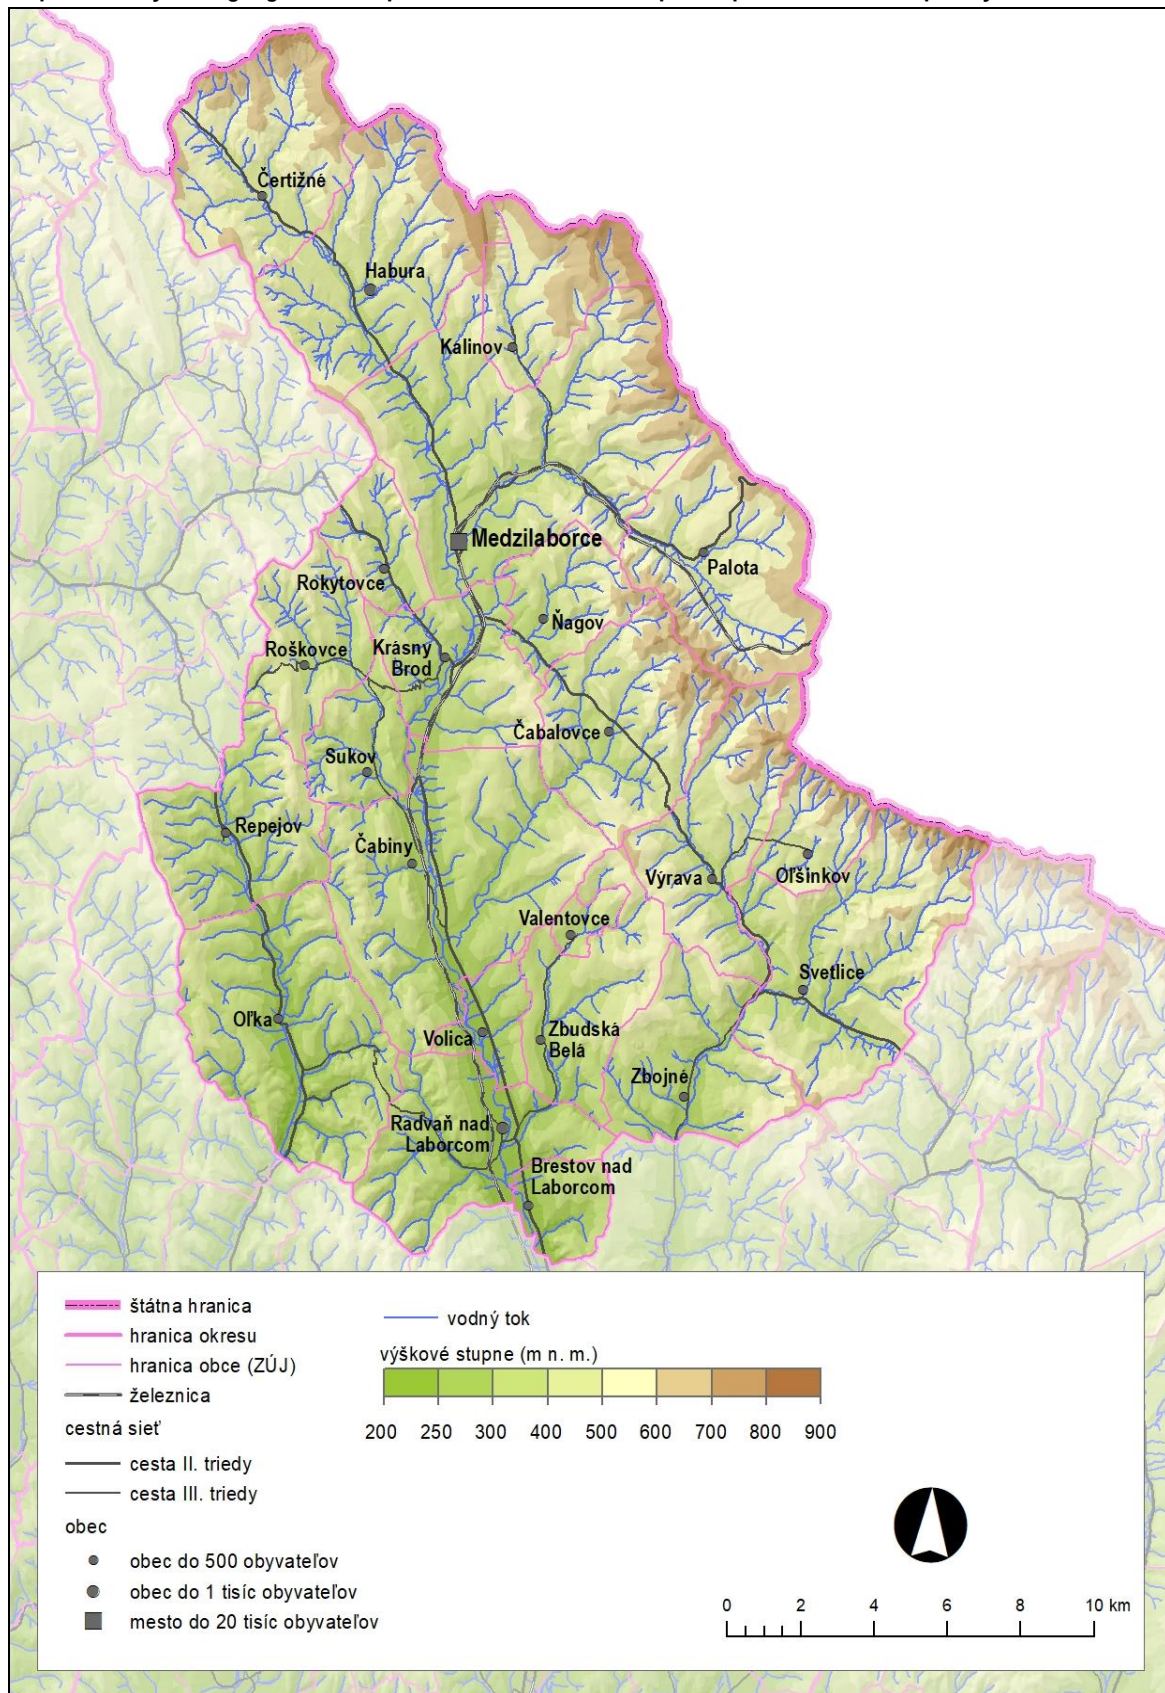 Čertižné
Habura
Kalinov
Medzilaborce
Palota
Rokytovce
Ňagov
Roškovce
Krásny
Brod
Čabalovce
Sukov
Repejov
Čabiny
Výrava
Oľšinkov
Valentovce
Svetlice
Oľka
Volica
Zbudská
Belá
Zbojné
Radvaň nad
Laborcom
Brestov nad
Laborcom
štátna hranica
hranica okresu
hranica obce (ZÚJ)
železnica
cestná sieť
cesta II. triedy
cesta III. triedy
obec
obec do 500 obyvateľov
obec do 1 tisíc obyvateľov
mesto do 20 tisíc obyvateľov
vodný tok
výškové stupne (m n. m.)
200 250 300 400 500 600 700 800 900
0 2 4 6 8 10 km